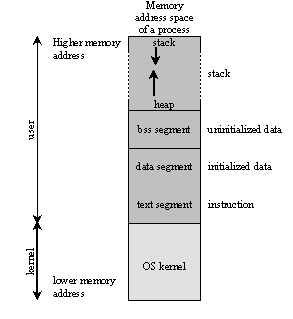 Memory
address space
of a process
Higher memory
address
stack
stack
heap
bss segment
uninitialized data
data segment
initialized data
text segment
instruction
user
kernel
OS kernel
lower memory
address